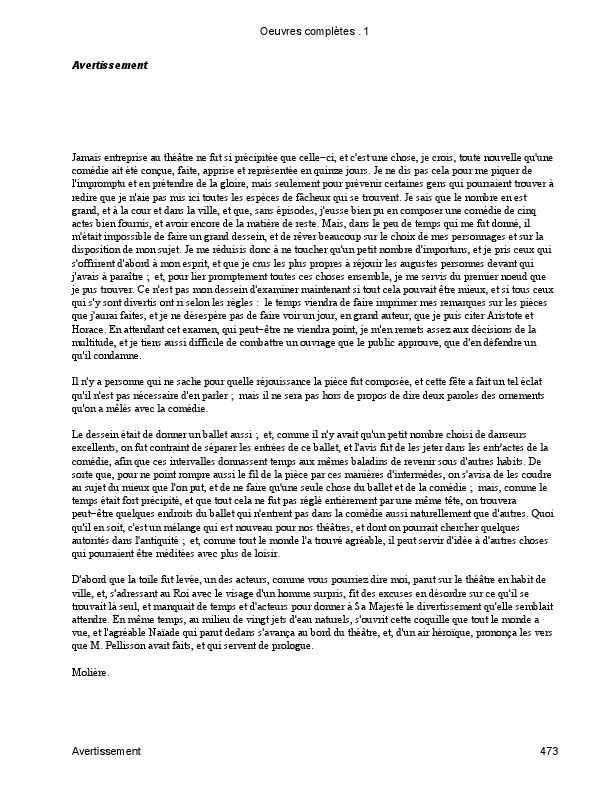 Oeuvres complètes . 1
Avertissement
Jamais entreprise au théâtre ne fut si précipitée que celle−ci, et c'est une chose, je crois, toute nouvelle qu'une
comédie ait été conçue, faite, apprise et représentée en quinze jours. Je ne dis pas cela pour me piquer de
l'impromptu et en prétendre de la gloire, mais seulement pour prévenir certaines gens qui pourraient trouver à
redire que je n'aie pas mis ici toutes les espèces de fâcheux qui se trouvent. Je sais que le nombre en est
grand, et à la cour et dans la ville, et que, sans épisodes, j'eusse bien pu en composer une comédie de cinq
actes bien fournis, et avoir encore de la matière de reste. Mais, dans le peu de temps qui me fut donné, il
m'était impossible de faire un grand dessein, et de rêver beaucoup sur le choix de mes personnages et sur la
disposition de mon sujet. Je me réduisis donc à ne toucher qu'un petit nombre d'importuns, et je pris ceux qui
s'offrirent d'abord à mon esprit, et que je crus les plus propres à réjouir les augustes personnes devant qui
j'avais à paraître ; et, pour lier promptement toutes ces choses ensemble, je me servis du premier noeud que
je pus trouver. Ce n'est pas mon dessein d'examiner maintenant si tout cela pouvait être mieux, et si tous ceux
qui s'y sont divertis ont ri selon les règles : le temps viendra de faire imprimer mes remarques sur les pièces
que j'aurai faites, et je ne désespère pas de faire voir un jour, en grand auteur, que je puis citer Aristote et
Horace. En attendant cet examen, qui peut−être ne viendra point, je m'en remets assez aux décisions de la
multitude, et je tiens aussi difficile de combattre un ouvrage que le public approuve, que d'en défendre un
qu'il condamne.
Il n'y a personne qui ne sache pour quelle réjouissance la pièce fut composée, et cette fête a fait un tel éclat
qu'il n'est pas nécessaire d'en parler ; mais il ne sera pas hors de propos de dire deux paroles des ornements
qu'on a mêlés avec la comédie.
Le dessein était de donner un ballet aussi ; et, comme il n'y avait qu'un petit nombre choisi de danseurs
excellents, on fut contraint de séparer les entrées de ce ballet, et l'avis fut de les jeter dans les entr'actes de la
comédie, afin que ces intervalles donnassent temps aux mêmes baladins de revenir sous d'autres habits. De
sorte que, pour ne point rompre aussi le fil de la pièce par ces manières d'intermèdes, on s'avisa de les coudre
au sujet du mieux que l'on put, et de ne faire qu'une seule chose du ballet et de la comédie ; mais, comme le
temps était fort précipité, et que tout cela ne fut pas réglé entièrement par une même tête, on trouvera
peut−être quelques endroits du ballet qui n'entrent pas dans la comédie aussi naturellement que d'autres. Quoi
qu'il en soit, c'est un mélange qui est nouveau pour nos théâtres, et dont on pourrait chercher quelques
autorités dans l'antiquité ; et, comme tout le monde l'a trouvé agréable, il peut servir d'idée à d'autres choses
qui pourraient être méditées avec plus de loisir.
D'abord que la toile fut levée, un des acteurs, comme vous pourriez dire moi, parut sur le théâtre en habit de
ville, et, s'adressant au Roi avec le visage d'un homme surpris, fit des excuses en désordre sur ce qu'il se
trouvait là seul, et manquait de temps et d'acteurs pour donner à Sa Majesté le divertissement qu'elle semblait
attendre. En même temps, au milieu de vingt jets d'eau naturels, s'ouvrit cette coquille que tout le monde a
vue, et l'agréable Naïade qui parut dedans s'avança au bord du théâtre, et, d'un air héroïque, prononça les vers
que M. Pellisson avait faits, et qui servent de prologue.
Molière.
Avertissement 473